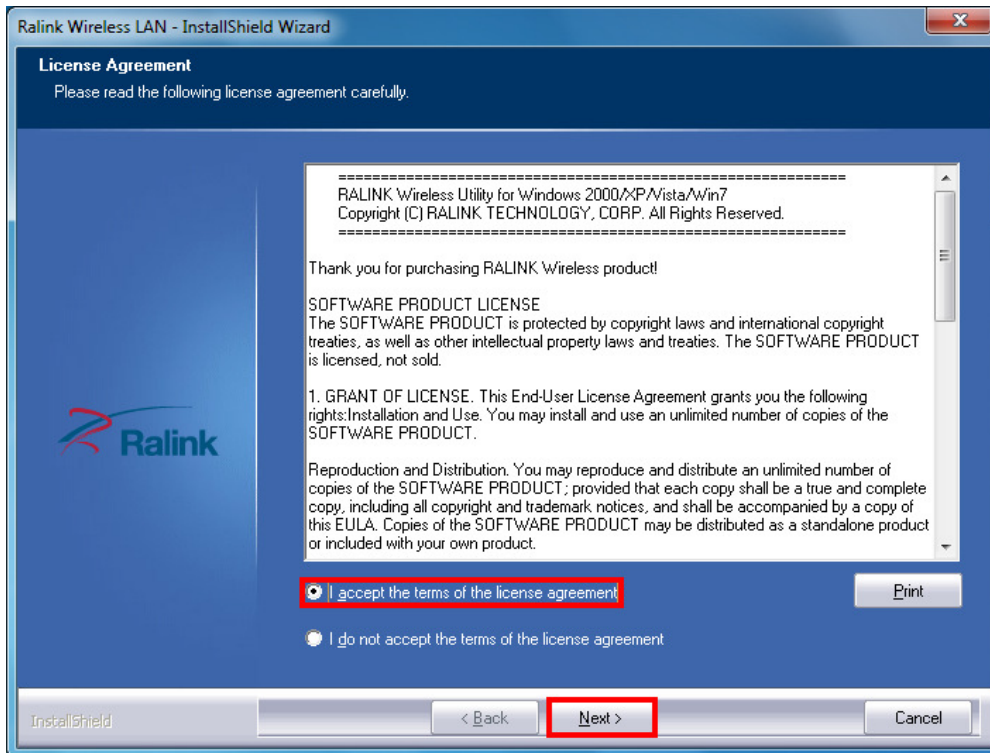 Ralink Wireless LAN - InstallShield Wizard
License Agreement
Please read the following license agreement carefully.
============================================================
RALINK Wireless Utility for Windows 2000/XP/Vista/Win7
Copyright (C) RALINK TECHNOLOGY, CORP. All Rights Reserved.
============================================================
Thank you for purchasing RALINK Wireless product!
SOFTWARE PRODUCT LICENSE
The SOFTWARE PRODUCT is protected by copyright laws and international copyright
treaties, as well as other intellectual property laws and treaties. The SOFTWARE PRODUCT
is licensed, not sold.
1. GRANT OF LICENSE. This End-User License Agreement grants you the following
rights:Installation and Use. You may install and use an unlimited number of copies of the
SOFTWARE PRODUCT.
Reproduction and Distribution. You may reproduce and distribute an unlimited number of
copies of the SOFTWARE PRODUCT; provided that each copy shall be a true and complete
copy, including all copyright and trademark notices, and shall be accompanied by a copy of
this EULA. Copies of the SOFTWARE PRODUCT may be distributed as a standalone product
or included with your own product.
Ralink
I accept the terms of the license agreement
Print
I do not accept the terms of the license agreement
InstallShield
< Back
Next >
Cancel